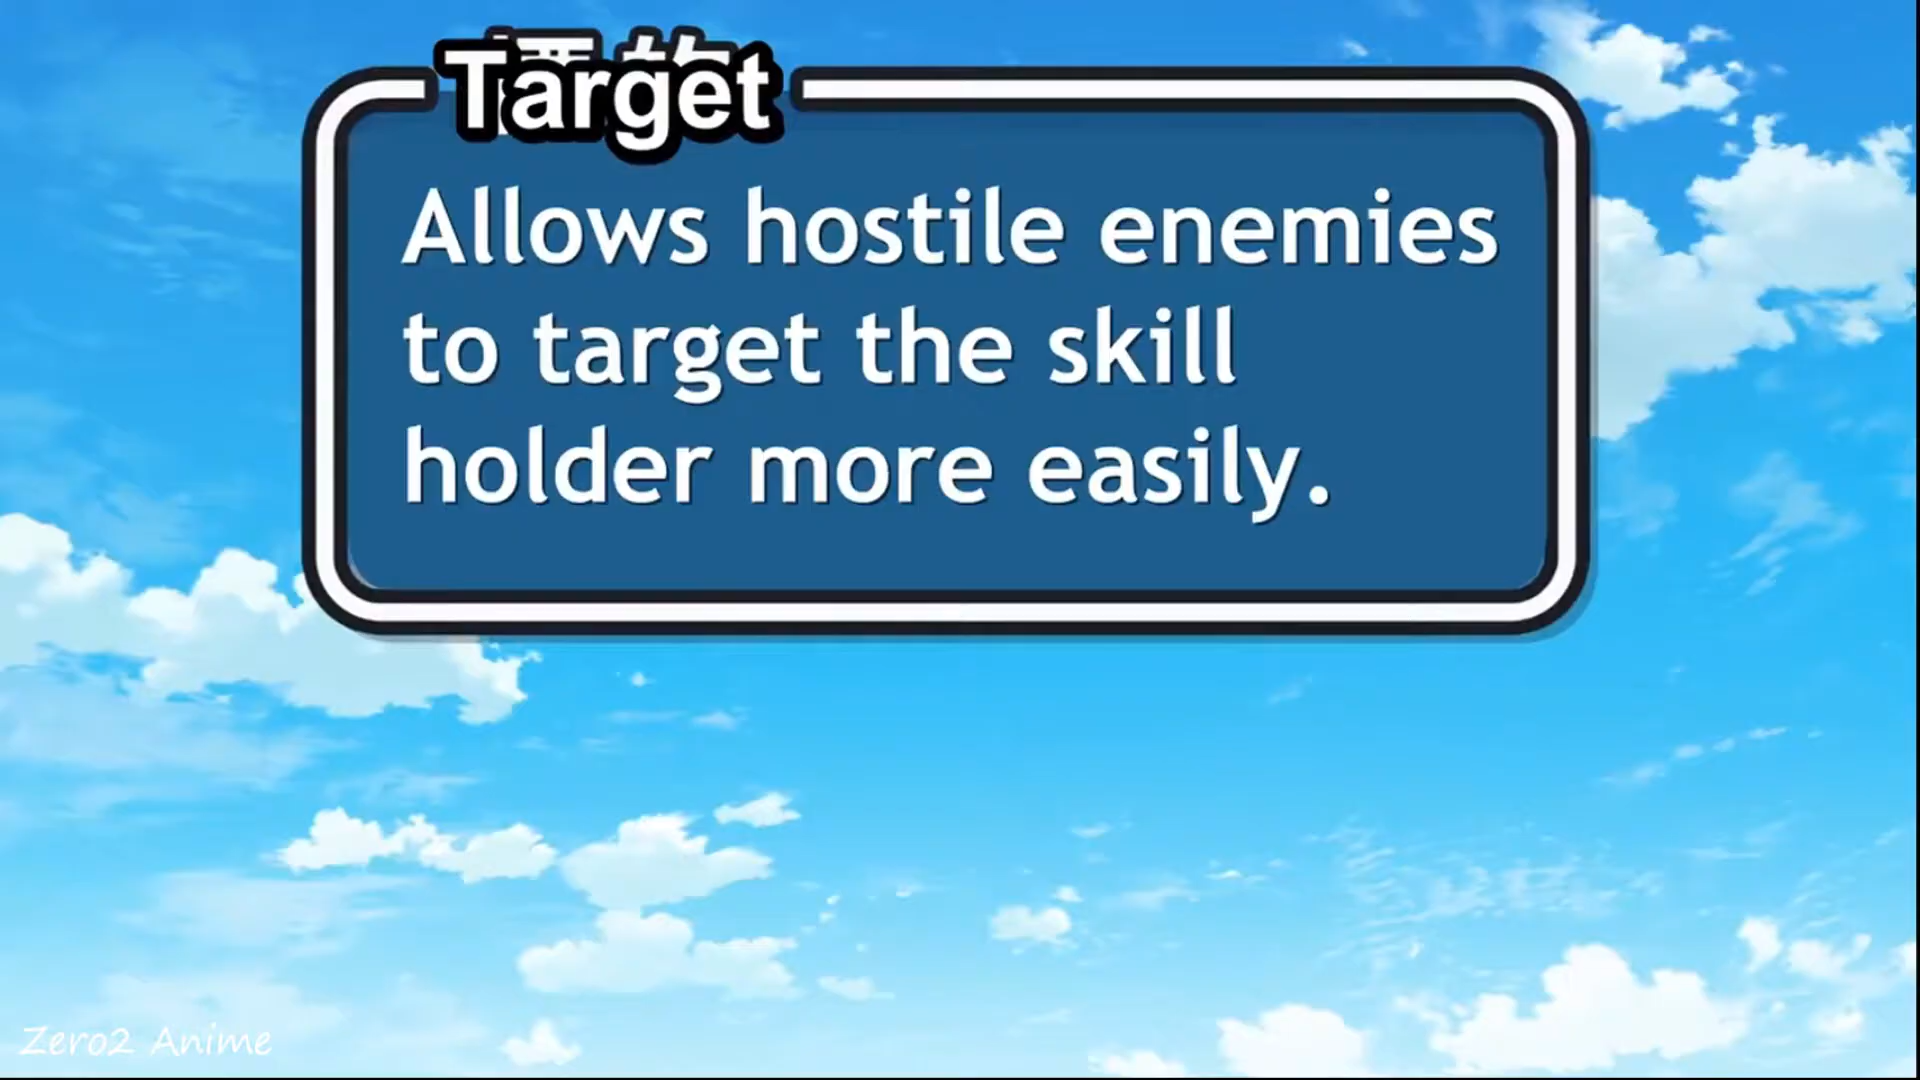 Target
Allows hostile enemies
to target the skill
holder more easily.
Zero2 Anime